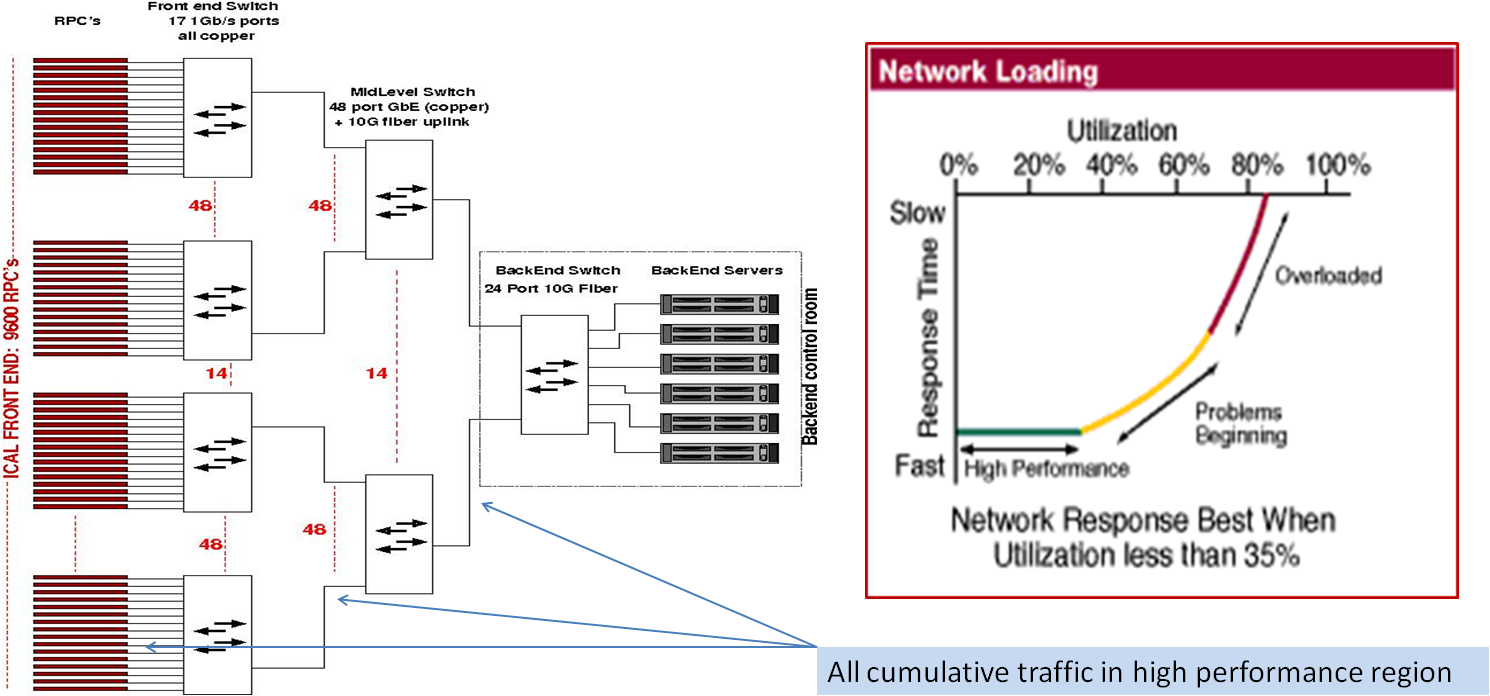 RPC's
Front end Switch
17 1Gb/s ports
all copper
MidLevel Switch
48 port GbE (copper)
+ 10G fiber uplink
48
48
14
14
48
48
ICAL FRONT END: 9600 RPC's
BackEnd Switch
24 Port 10G Fiber
BackEnd Servers
Backend control room
Network Loading
Utilization
0% 20% 40% 60% 80% 100%
Slow
Response Time
Fast
Overloaded
Problems
Beginning
High Performance
Network Response Best When
Utilization less than 35%
All cumulative traffic in high performance region